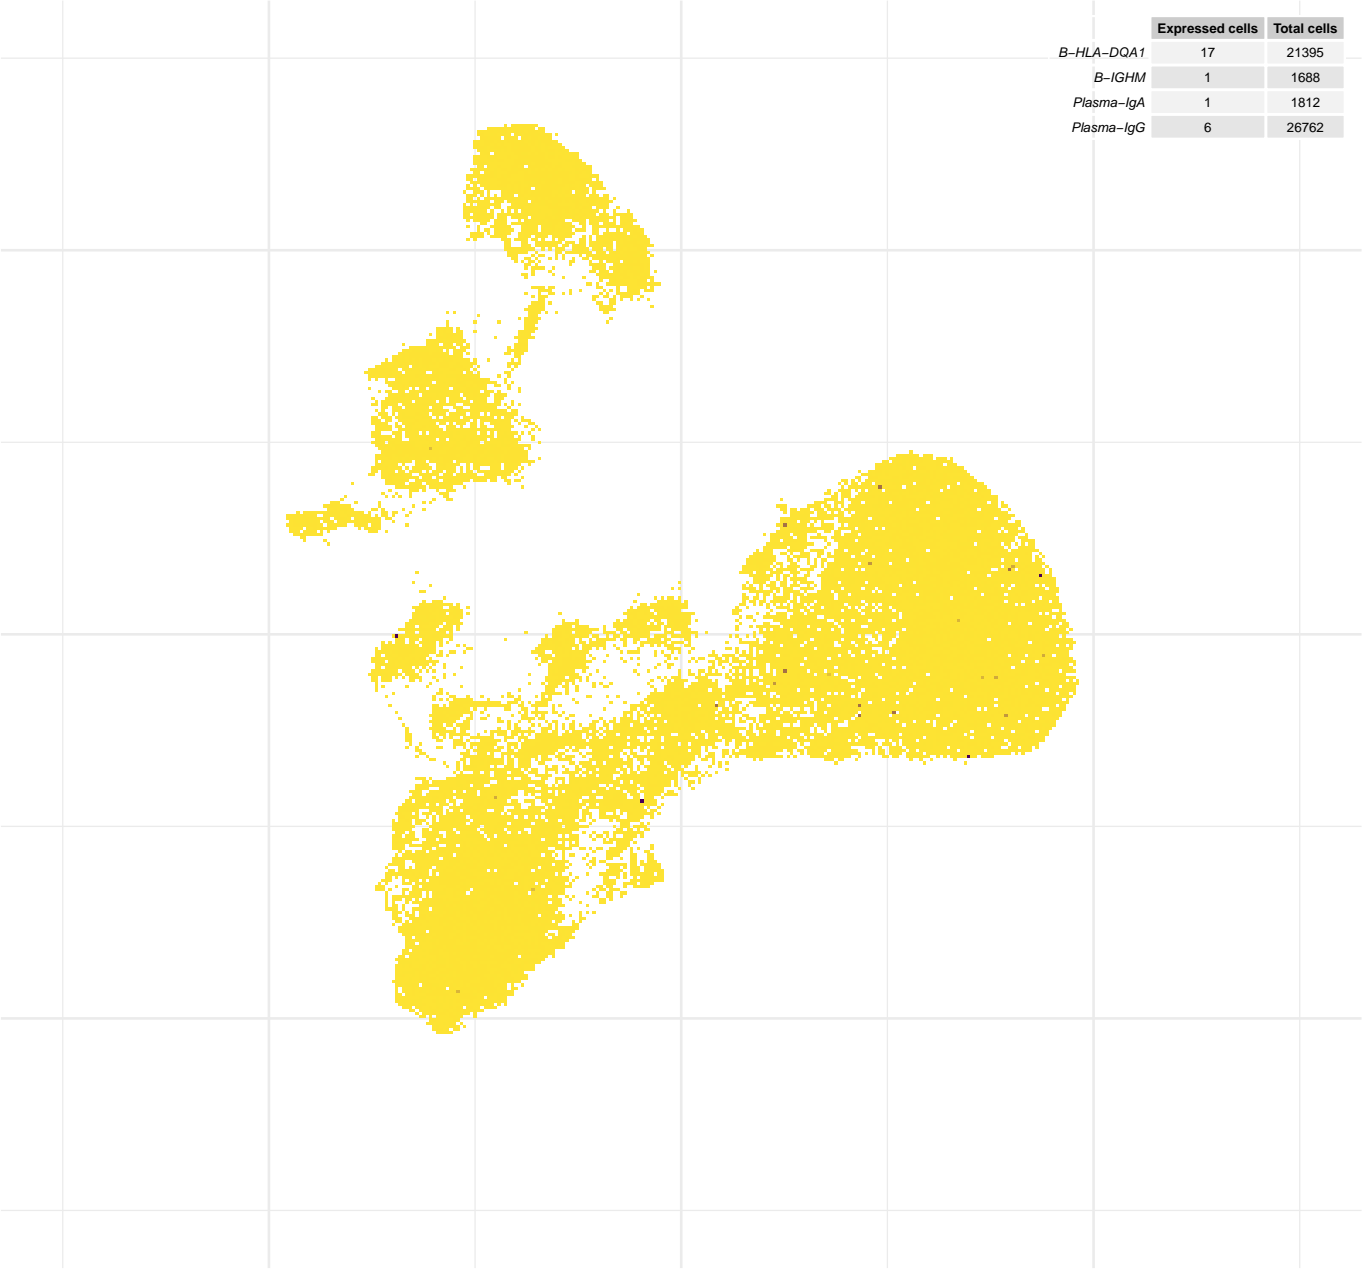 Expressed cells Total cells
B−HLA−DQA1 17 21395
B−IGHM 1 1688
Plasma−IgA 1 1812
Plasma−IgG 6 26762